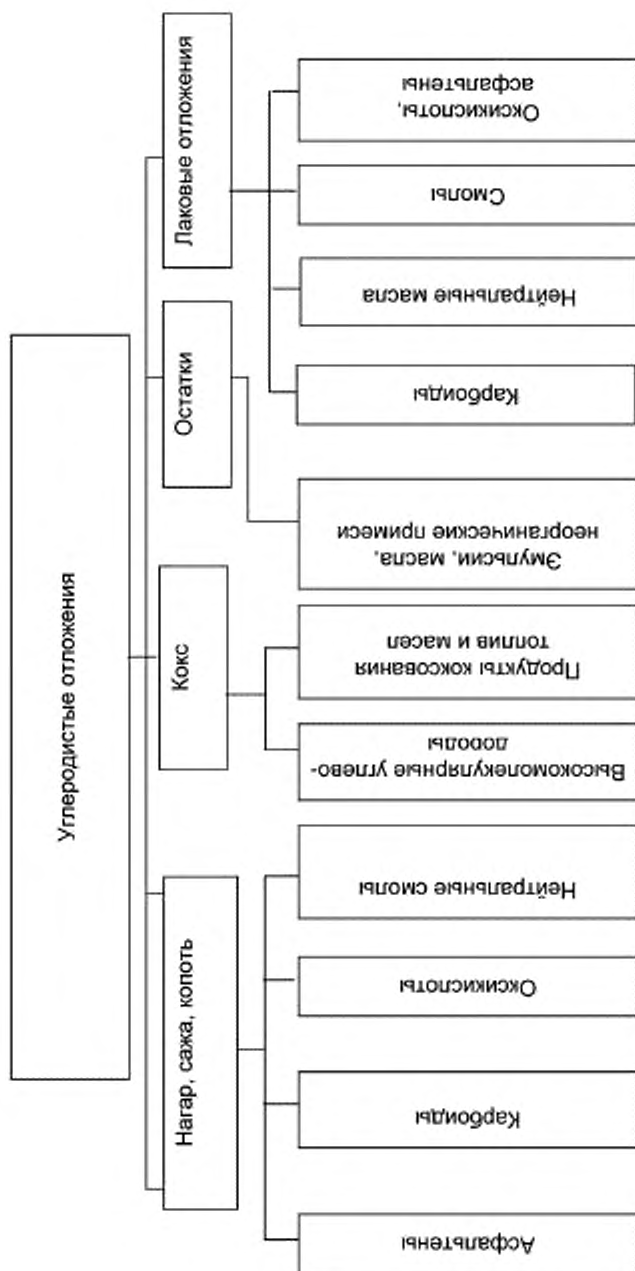 Углеродистые отложения
Нагар, сажа, копоть
Кокс
Остатки
Лаковые отложения
Асфальтены
Карбоиды
Оксикислоты
Нейтральные смолы
Высокомолекулярные углево-
дороды
Продукты коксования
топлив и масел
Эмульсии, масла,
неорганические примеси
Карбоиды
Нейтральные масла
Смолы
Оксикислоты,
асфальтены